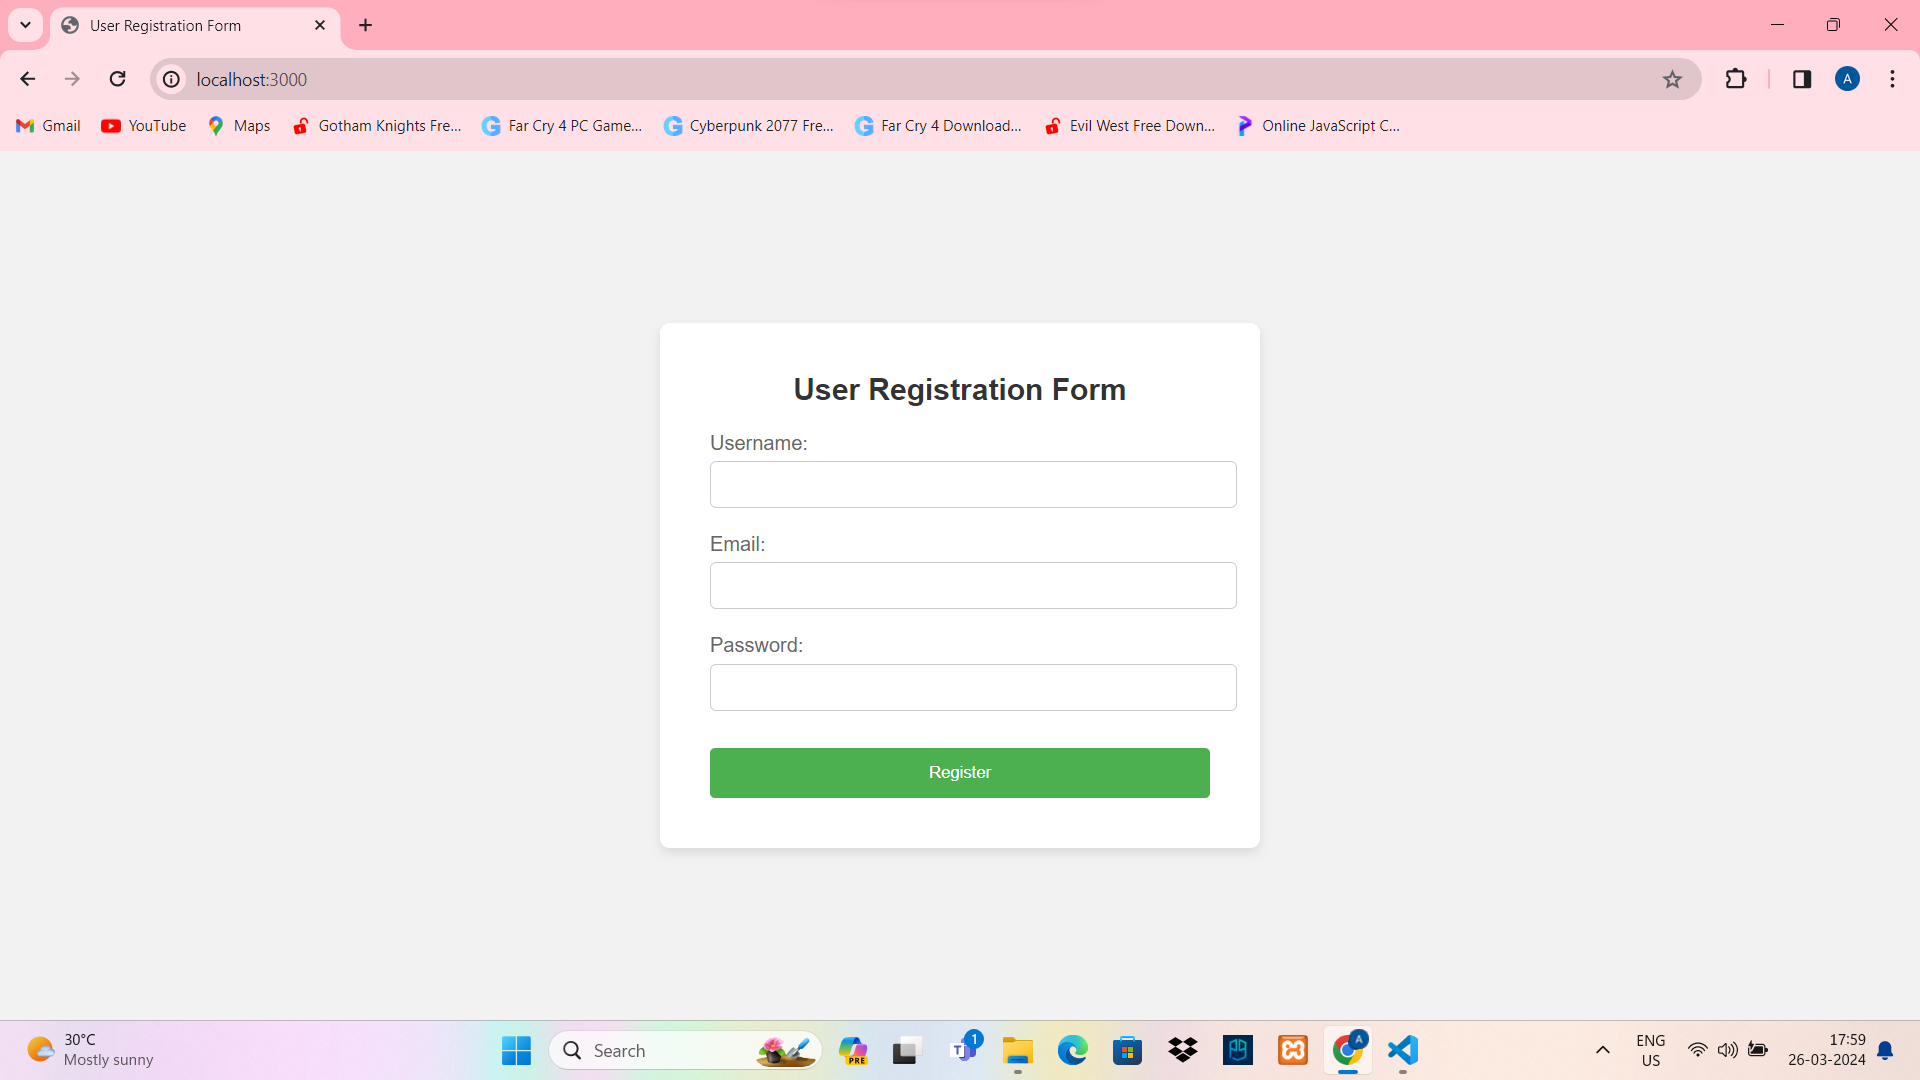 User Registration Form
localhost:3000
A
Gmail
YouTube
Maps
Gotham Knights Fre...
Far Cry 4 PC Game...
Cyberpunk 2077 Fre...
Far Cry 4 Download...
Evil West Free Down...
Online JavaScript C...
User Registration Form
Username:
Email:
Password:
Register
30°C
Mostly sunny
Search
PRE
T
1
A
ENG
US
17:59
26-03-2024